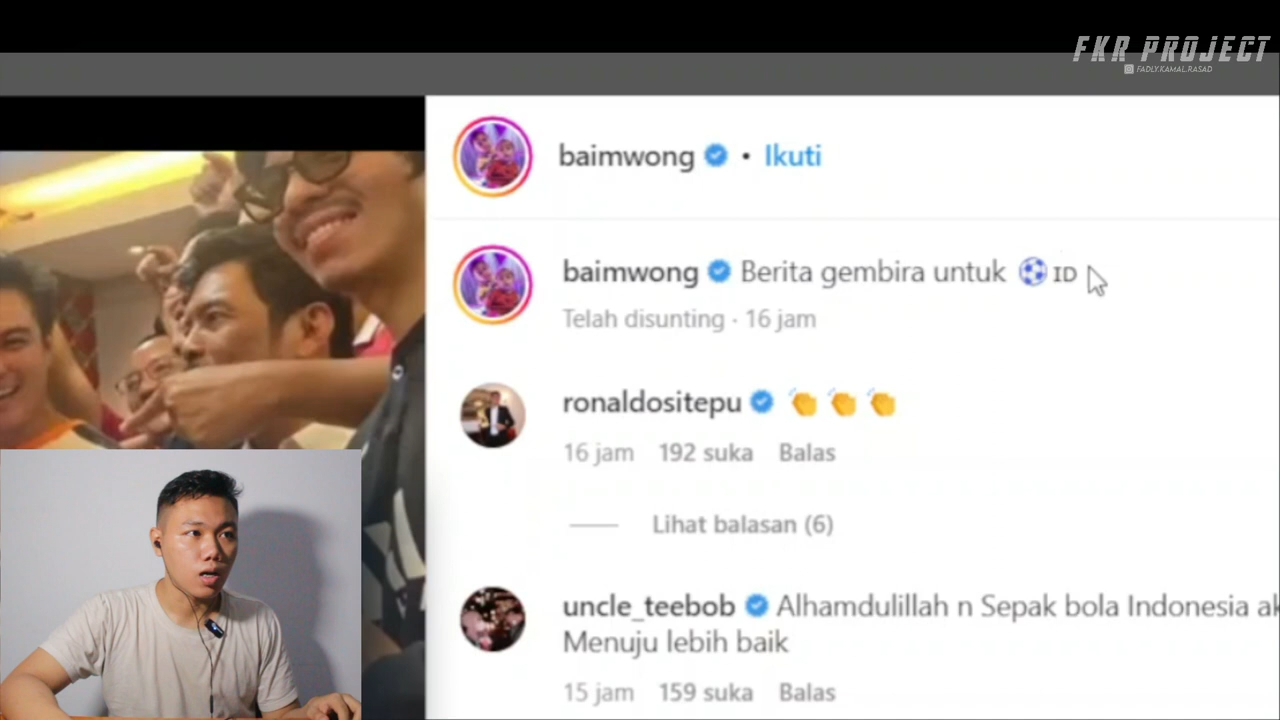 FKR PROJECT
FADLY.KAMAL.RASAD
baimwong • Ikuti
baimwong Berita gembira untuk ⚽ ID
Telah disunting · 16 jam
ronaldositepu 👏👏👏
16 jam 192 suka Balas
Lihat balasan (6)
uncle_teebob Alhamdulillah n Sepak bola Indonesia ak
Menuju lebih baik
15 jam 159 suka Balas